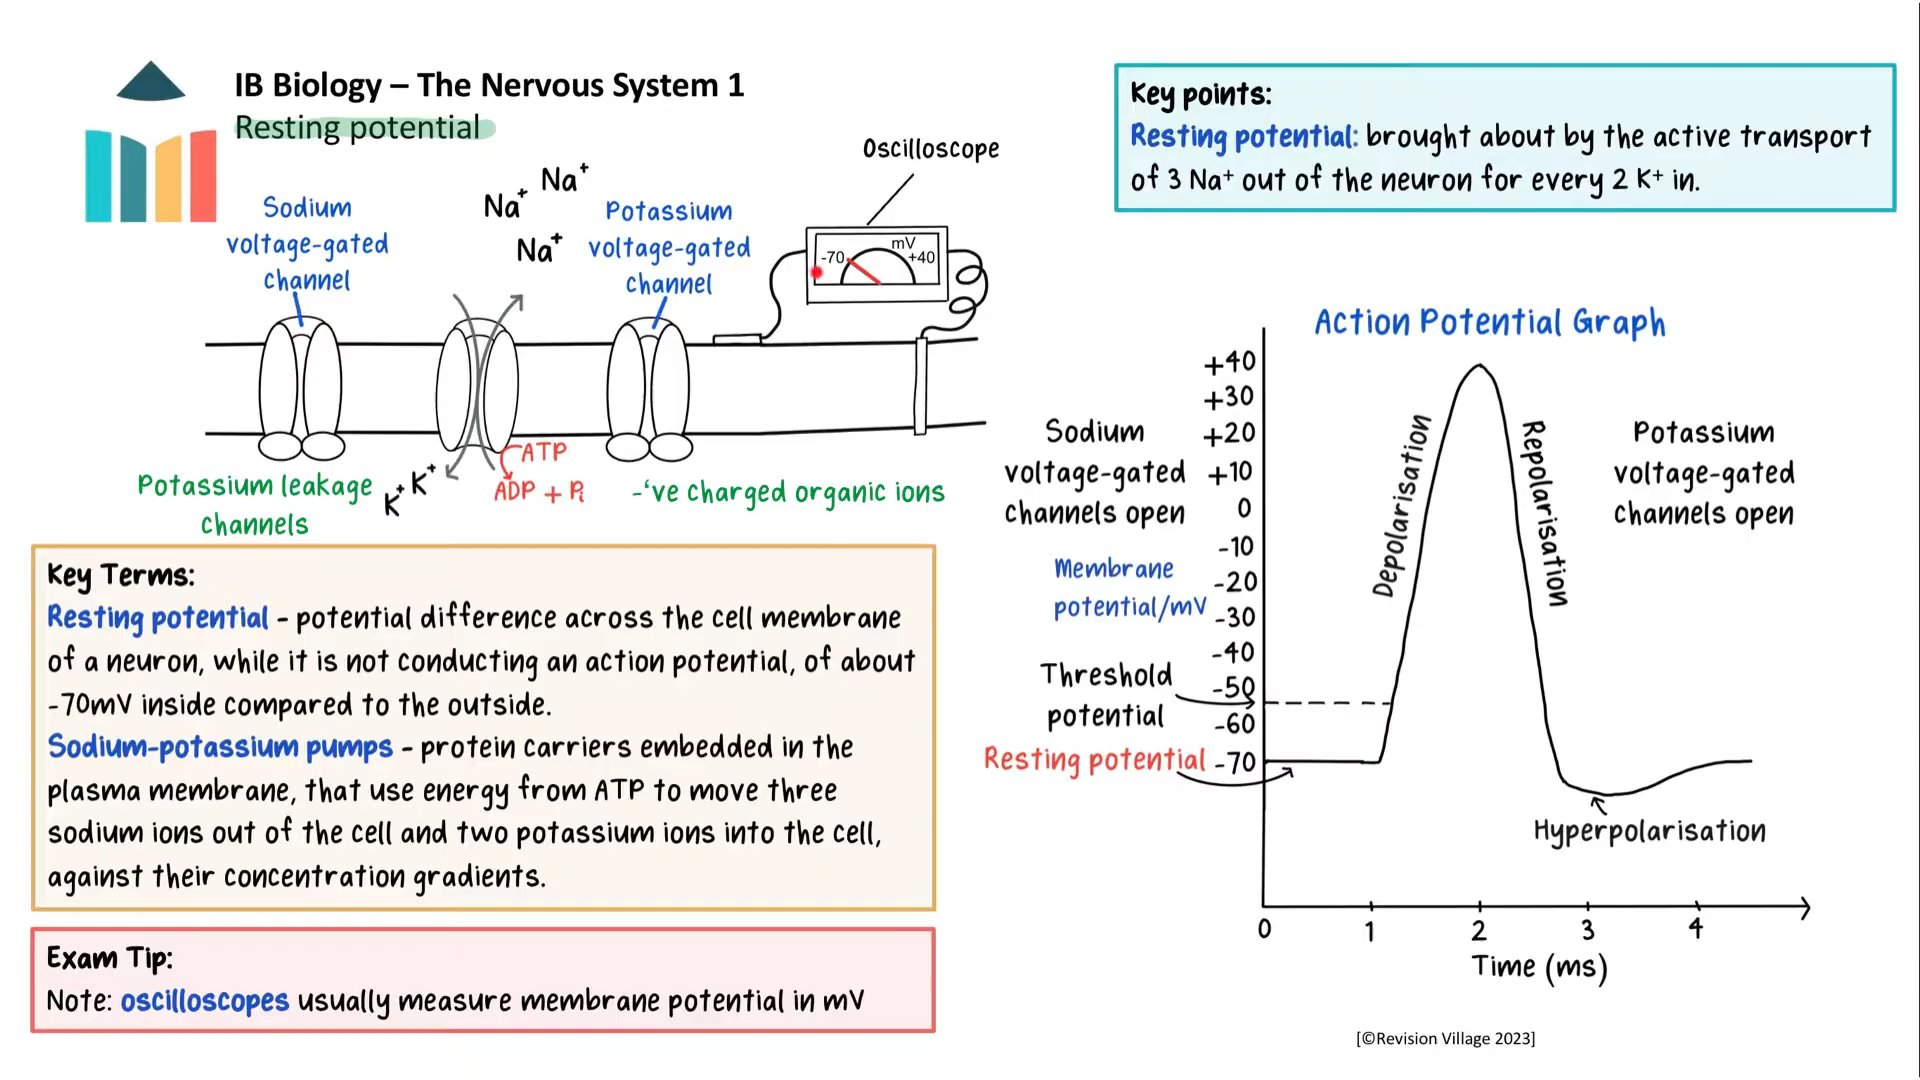 IB Biology – The Nervous System 1
Resting potential
Sodium
voltage-gated
channel
Na⁺
Na⁺
Na⁺
Potassium
voltage-gated
channel
Oscilloscope
mV
-70
+40
ATP
ADP + Pi
K⁺ K⁺
Potassium leakage
channels
-'ve charged organic ions
Key Terms:
Resting potential - potential difference across the cell membrane
of a neuron, while it is not conducting an action potential, of about
-70mV inside compared to the outside.
Sodium-potassium pumps - protein carriers embedded in the
plasma membrane, that use energy from ATP to move three
sodium ions out of the cell and two potassium ions into the cell,
against their concentration gradients.
Exam Tip:
Note: oscilloscopes usually measure membrane potential in mV
Key points:
Resting potential: brought about by the active transport
of 3 Na⁺ out of the neuron for every 2 K⁺ in.
Action Potential Graph
+40
+30
+20
+10
0
-10
-20
-30
-40
-50
-60
-70
Sodium
voltage-gated
channels open
Membrane
potential/mV
Threshold
potential
Resting potential
Depolarisation
Repolarisation
Potassium
voltage-gated
channels open
Hyperpolarisation
0
1
2
3
4
Time (ms)
[©Revision Village 2023]